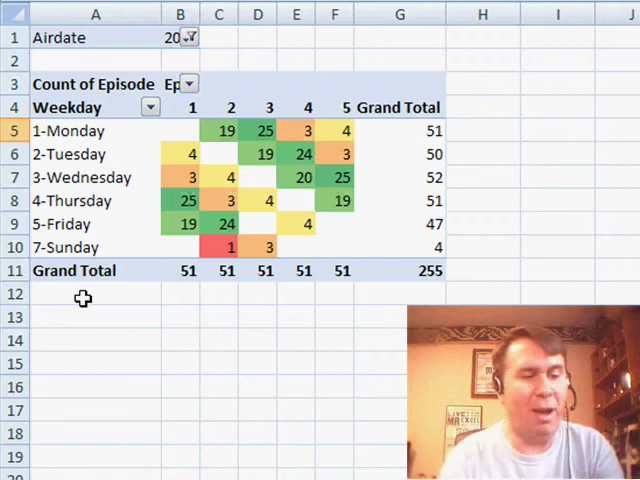 A B C D E F G H I J
1 Airdate 20
2
3 Count of Episode Ep
4 Weekday 1 2 3 4 5 Grand Total
5 1-Monday 19 25 3 4 51
6 2-Tuesday 4 19 24 3 50
7 3-Wednesday 3 4 20 25 52
8 4-Thursday 25 3 4 19 51
9 5-Friday 19 24 4 47
10 7-Sunday 1 3 4
11 Grand Total 51 51 51 51 51 255
12
13
14
15
16
17
18
19
20
LIVE!
MR EXCEL